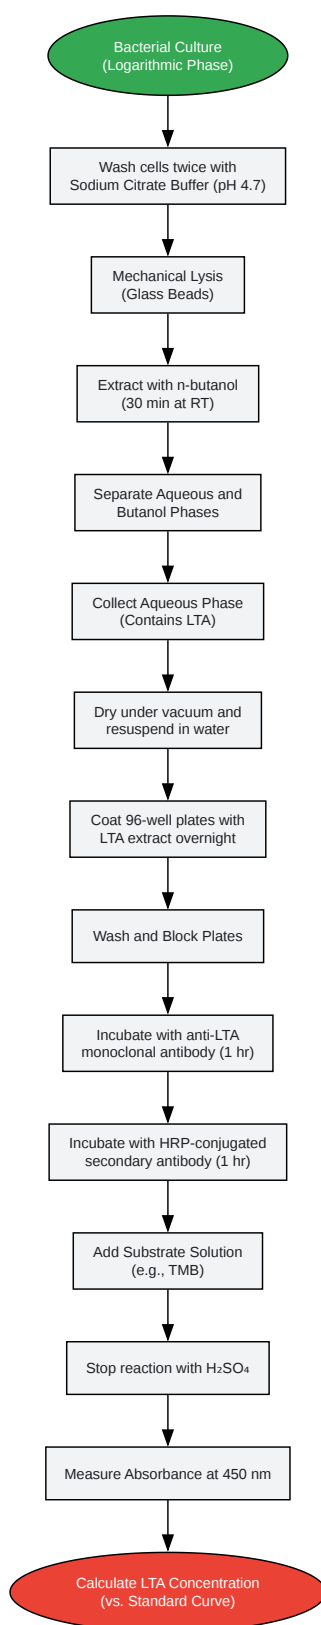 Bacterial Culture
(Logarithmic Phase)
Wash cells twice with
Sodium Citrate Buffer (pH 4.7)
Mechanical Lysis
(Glass Beads)
Extract with n-butanol
(30 min at RT)
Separate Aqueous and
Butanol Phases
Collect Aqueous Phase
(Contains LTA)
Dry under vacuum and
resuspend in water
Coat 96-well plates with
LTA extract overnight
Wash and Block Plates
Incubate with anti-LTA
monoclonal antibody (1 hr)
Incubate with HRP-conjugated
secondary antibody (1 hr)
Add Substrate Solution
(e.g., TMB)
Stop reaction with H₂SO₄
Measure Absorbance at 450 nm
Calculate LTA Concentration
(vs. Standard Curve)